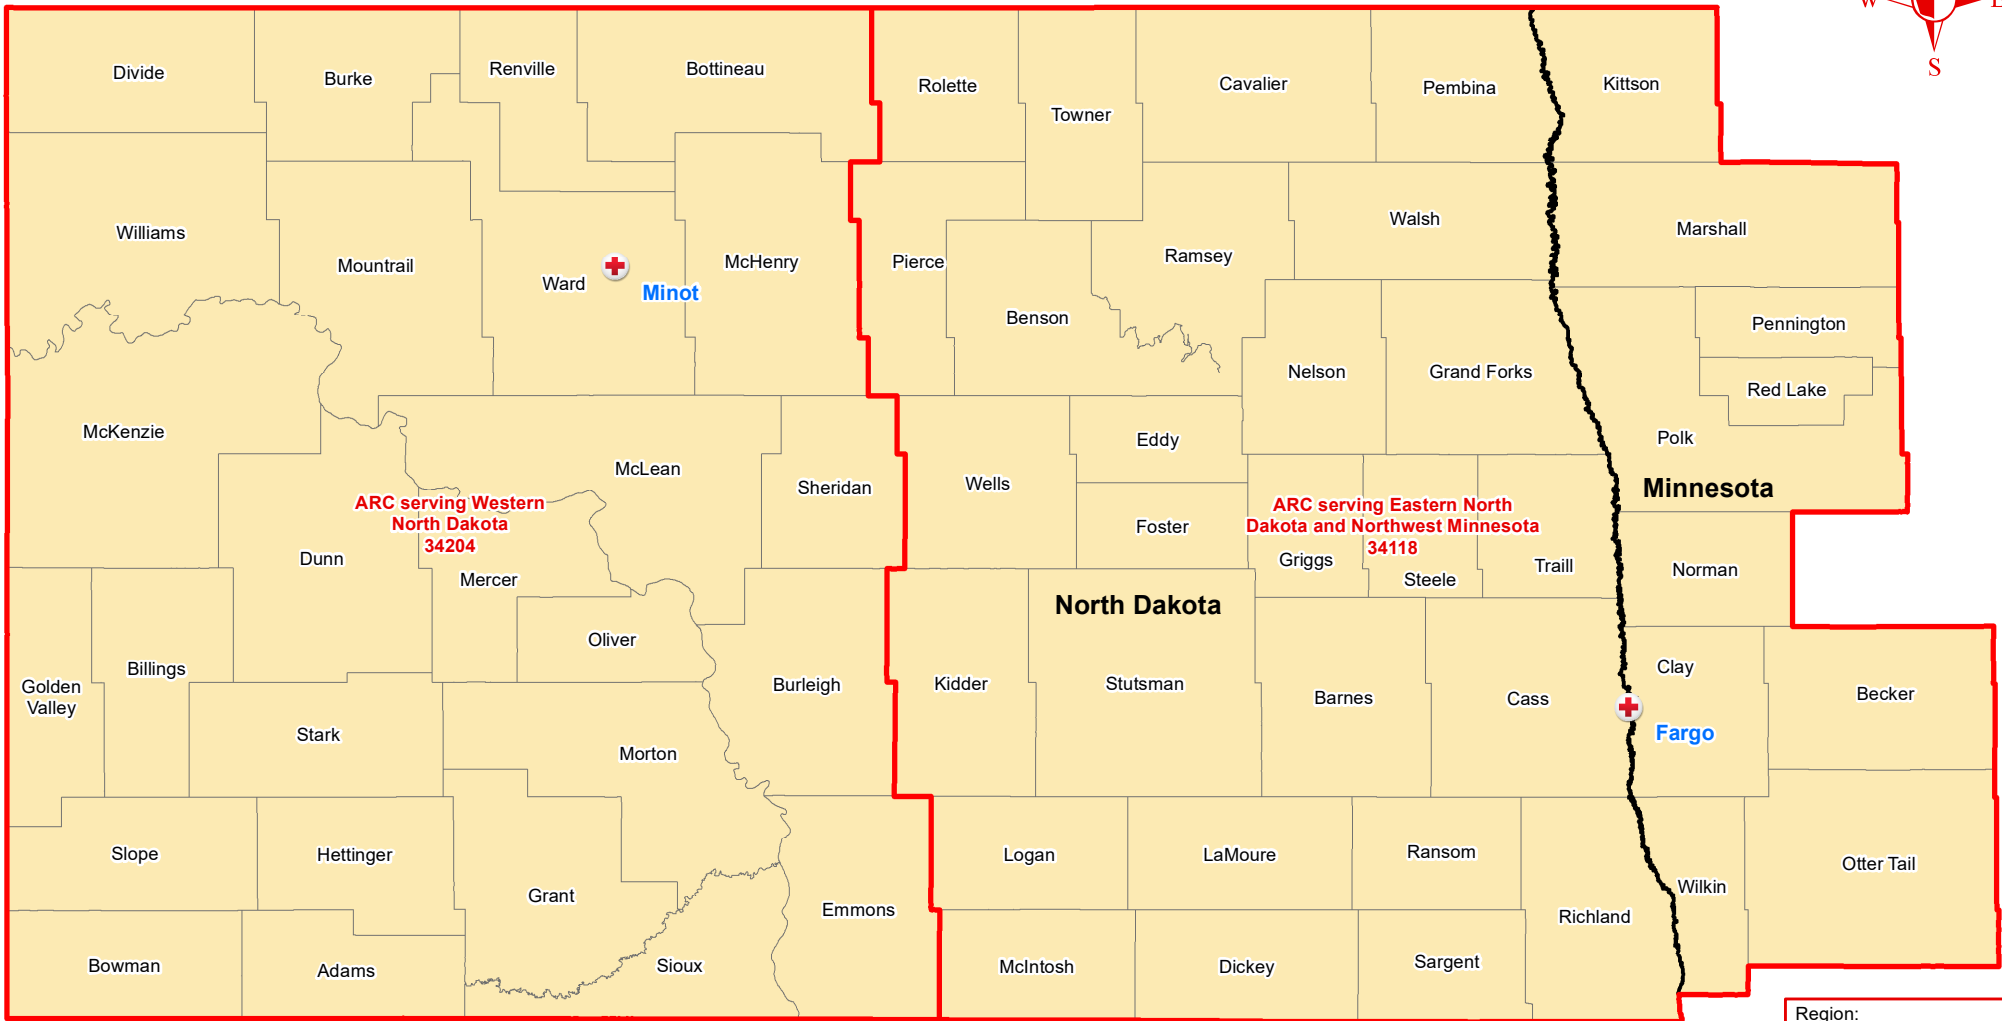 W
E
S
Divide
Burke
Renville
Bottineau
Rolette
Towner
Cavalier
Pembina
Kittson
Williams
Mountrail
Ward
Minot
McHenry
Pierce
Benson
Ramsey
Walsh
Marshall
Pennington
Red Lake
Nelson
Grand Forks
Polk
Minnesota
McKenzie
McLean
Sheridan
Wells
Eddy
Foster
ARC serving Western
North Dakota
34204
ARC serving Eastern North
Dakota and Northwest Minnesota
34118
Dunn
Mercer
Griggs
Steele
Traill
Norman
North Dakota
Golden
Valley
Billings
Oliver
Burleigh
Kidder
Stutsman
Barnes
Cass
Clay
Becker
Fargo
Stark
Morton
Slope
Hettinger
Grant
Emmons
Logan
LaMoure
Ransom
Richland
Wilkin
Otter Tail
Bowman
Adams
Sioux
McIntosh
Dickey
Sargent
Region: